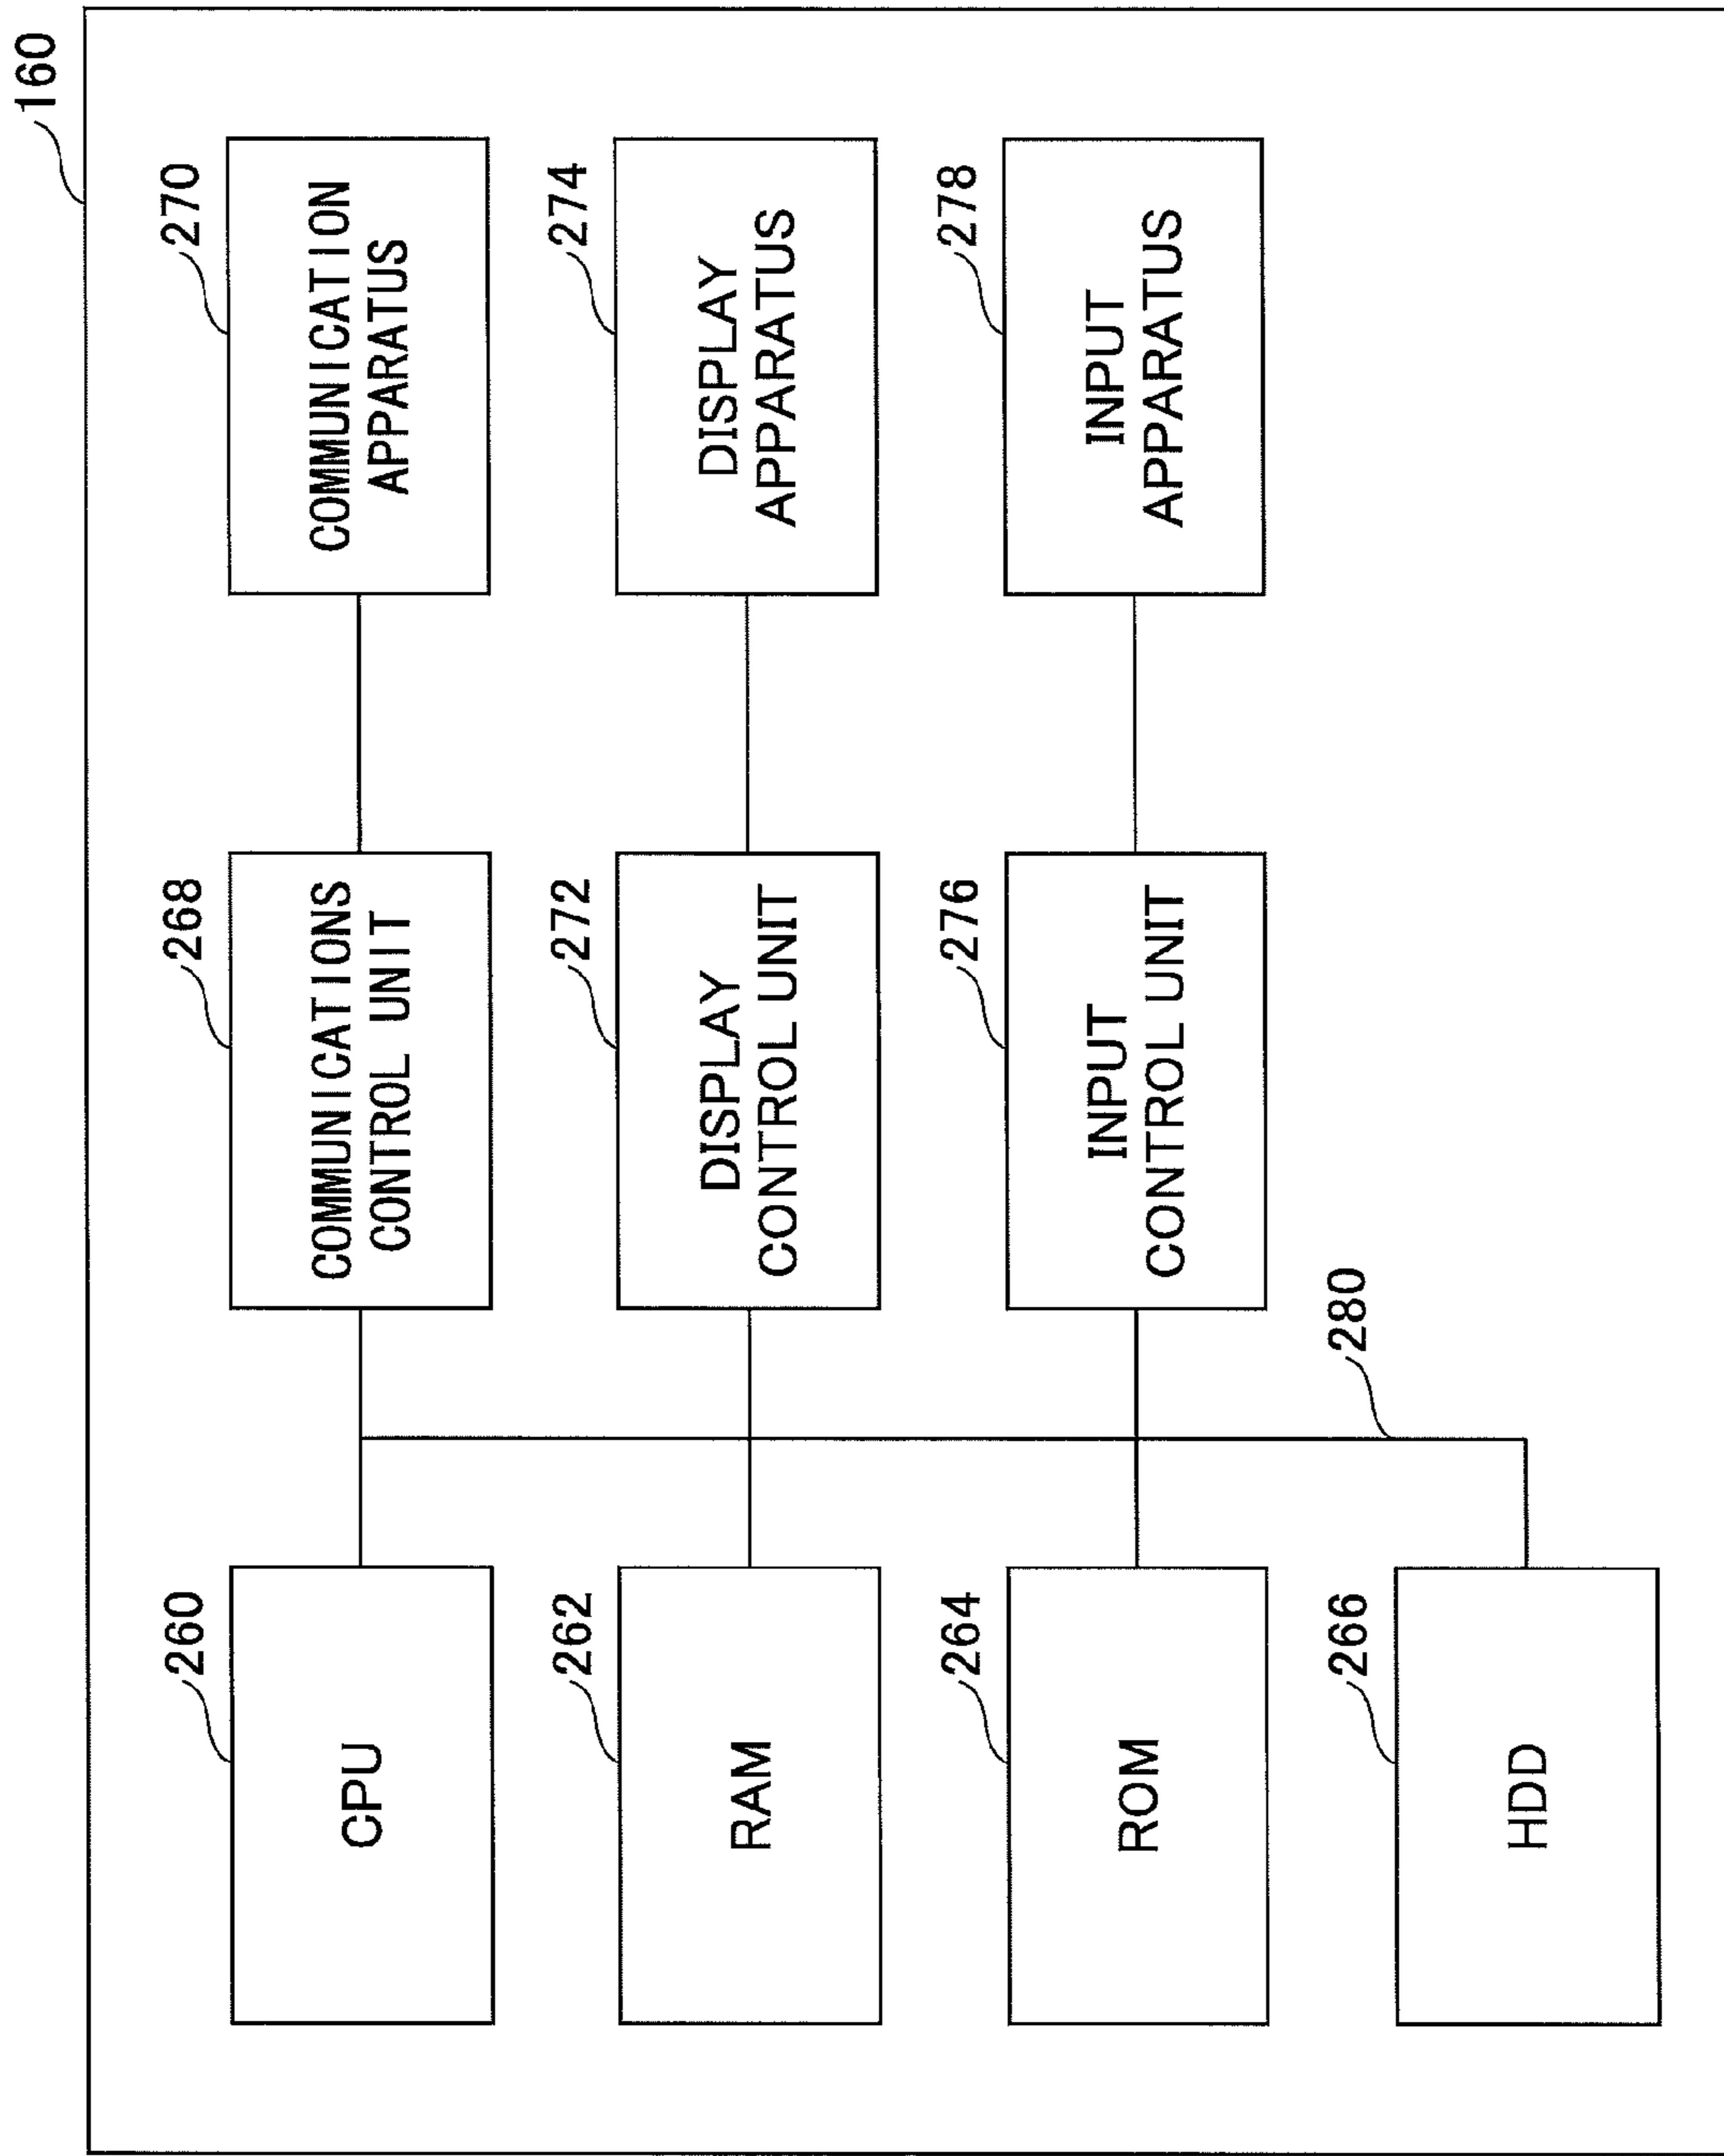 160
260
CPU
268
COMMUNICATIONS
CONTROL UNIT
270
COMMUNICATION
APPARATUS
262
RAM
272
DISPLAY
CONTROL UNIT
274
DISPLAY
APPARATUS
264
ROM
276
INPUT
CONTROL UNIT
278
INPUT
APPARATUS
266
HDD
280